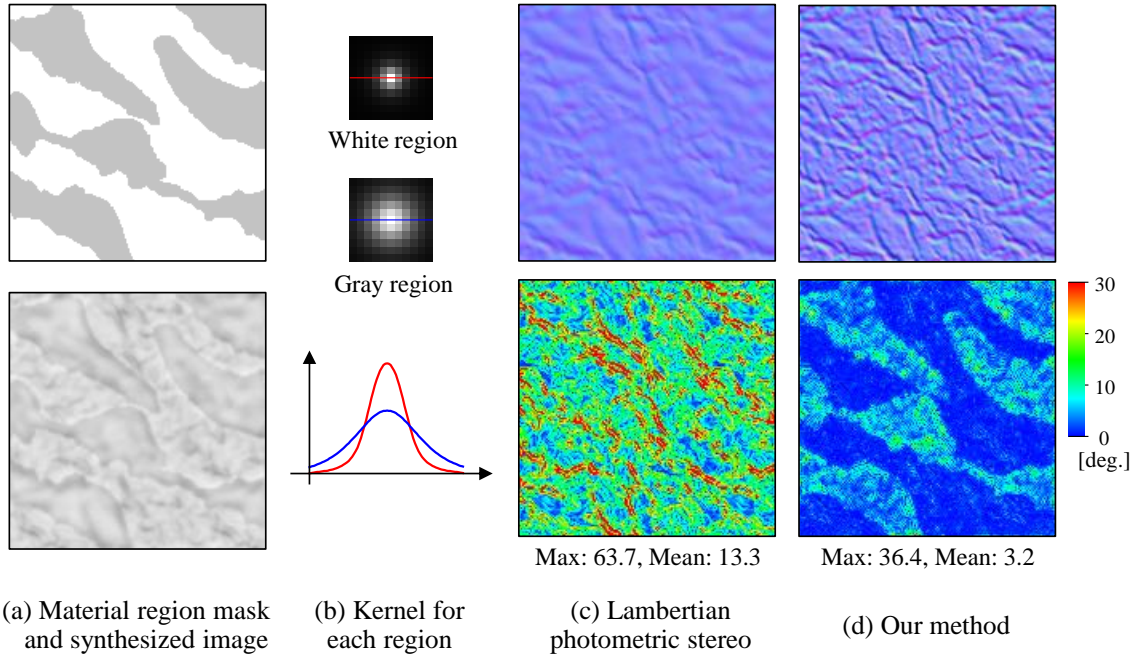 White region
Gray region
30
20
10
0
[deg.]
Max: 63.7, Mean: 13.3
Max: 36.4, Mean: 3.2
(a) Material region mask
and synthesized image
(b) Kernel for
each region
(c) Lambertian
photometric stereo
(d) Our method